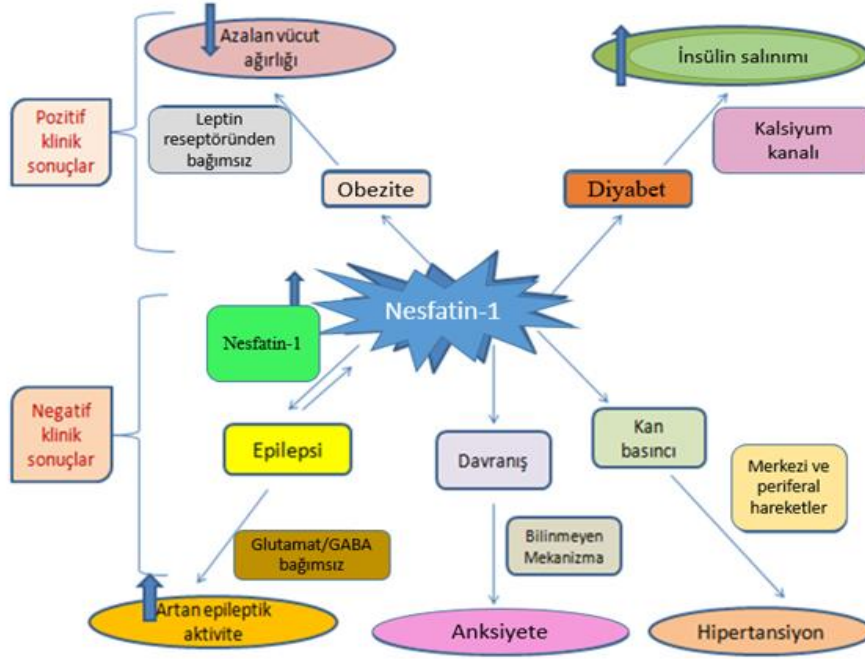 Azalan vücut
ağırlığı
İnsülin salınımı
Pozitif
klinik
sonuçlar
Leptin
reseptöründen
bağımsız
Kalsiyum
kanalı
Obezite
Diyabet
Nesfatin-1
Nesfatin-1
Negatif
klinik
sonuçlar
Epilepsi
Davranış
Kan
basıncı
Merkezi ve
periferal
hareketler
Glutamat/GABA
bağımsız
Bilinmeyen
Mekanizma
Artan epileptik
aktivite
Anksiyete
Hipertansiyon